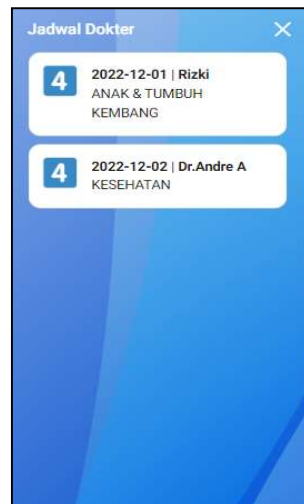 Jadwal Dokter
4
2022-12-01 | Rizki
ANAK & TUMBUH
KEMBANG
4
2022-12-02 | Dr.Andre A
KESEHATAN